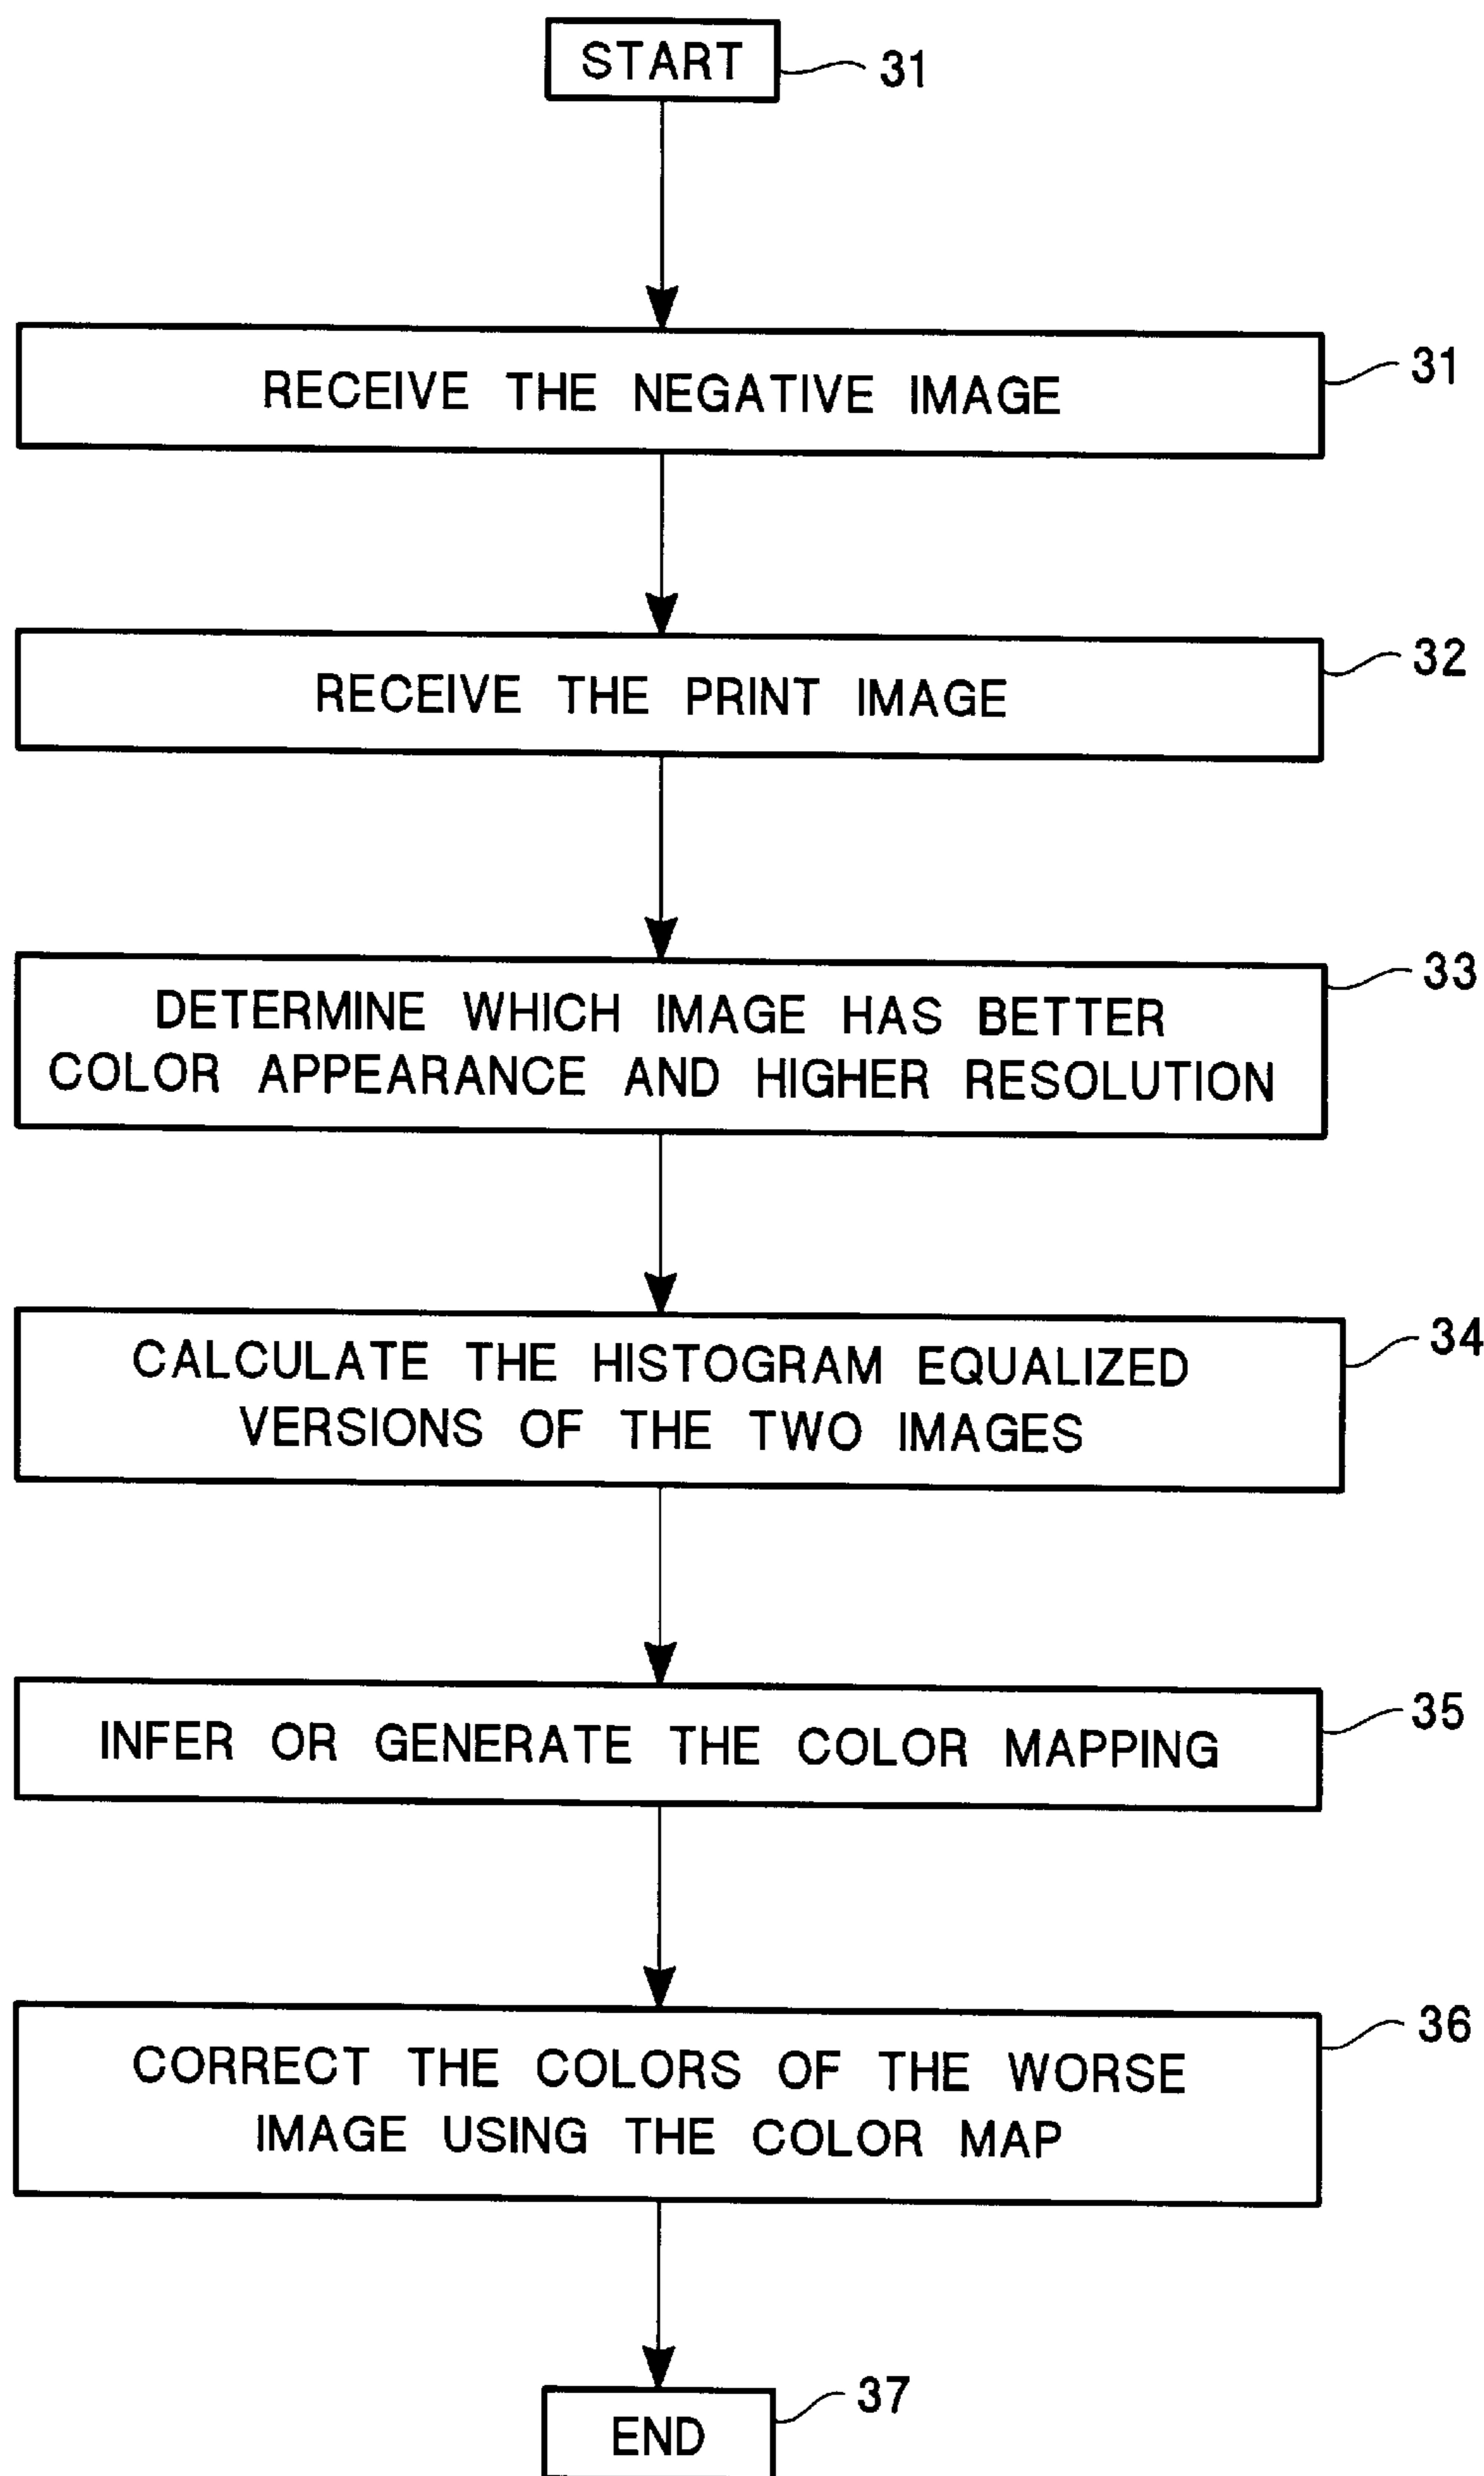 START 31
RECEIVE THE NEGATIVE IMAGE 31
RECEIVE THE PRINT IMAGE 32
DETERMINE WHICH IMAGE HAS BETTER 33
COLOR APPEARANCE AND HIGHER RESOLUTION
CALCULATE THE HISTOGRAM EQUALIZED 34
VERSIONS OF THE TWO IMAGES
INFER OR GENERATE THE COLOR MAPPING 35
CORRECT THE COLORS OF THE WORSE 36
IMAGE USING THE COLOR MAP
END 37